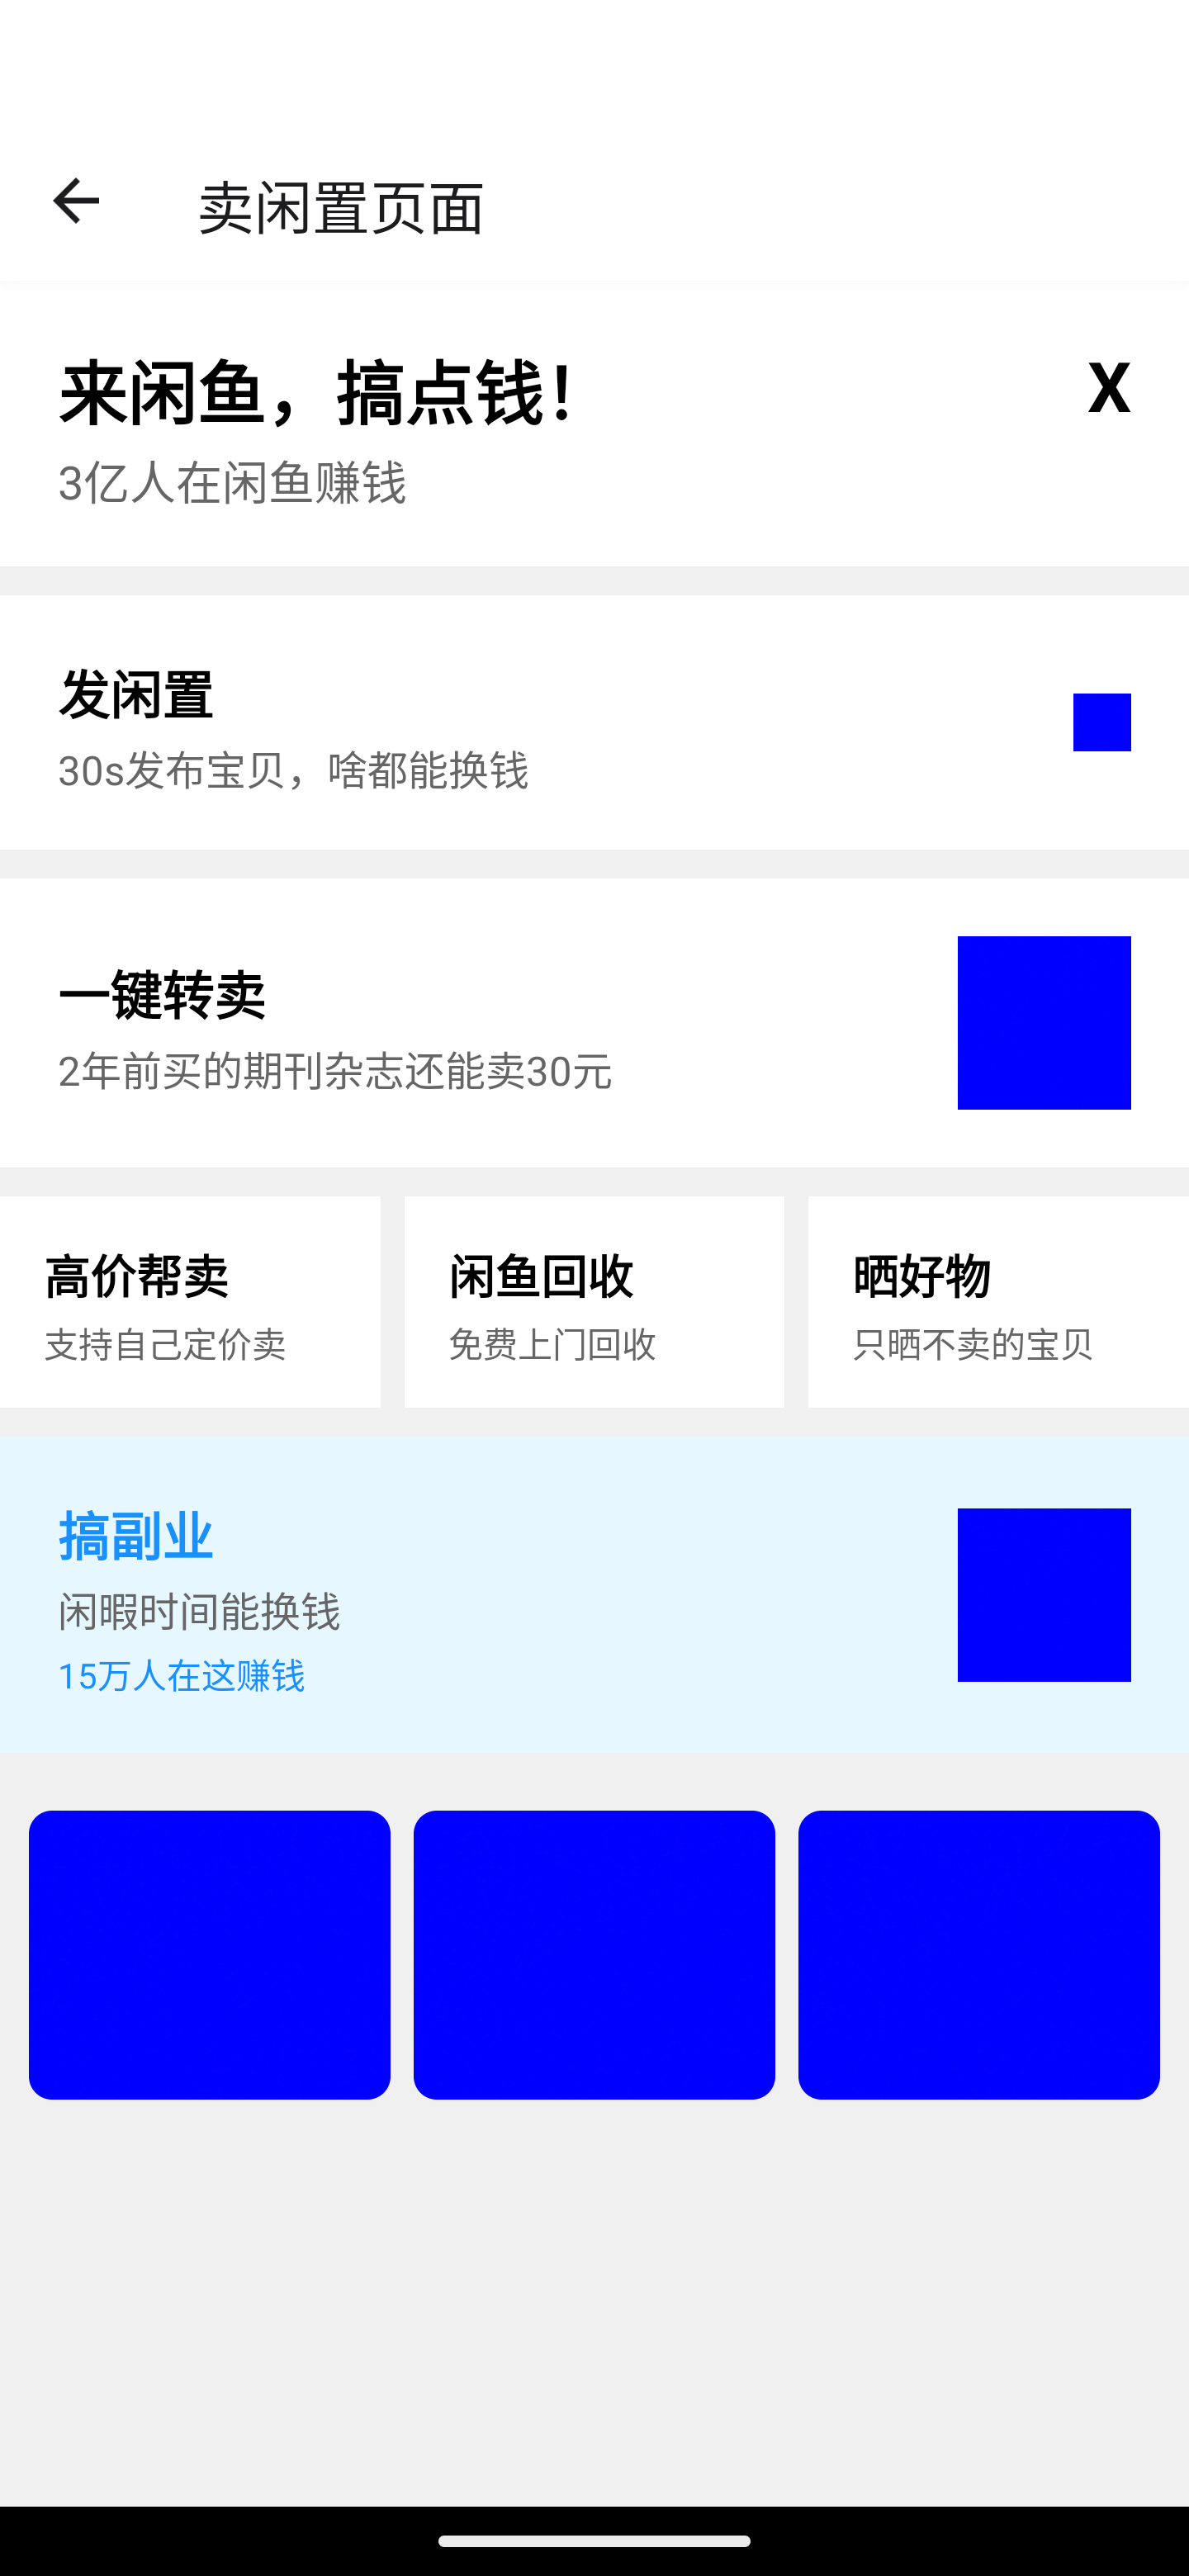 卖闲置页面
来闲鱼，搞点钱！
X
3亿人在闲鱼赚钱
发闲置
30s发布宝贝，啥都能换钱
一键转卖
2年前买的期刊杂志还能卖30元
高价帮卖
支持自己定价卖
闲鱼回收
免费上门回收
晒好物
只晒不卖的宝贝
搞副业
闲暇时间能换钱
15万人在这赚钱